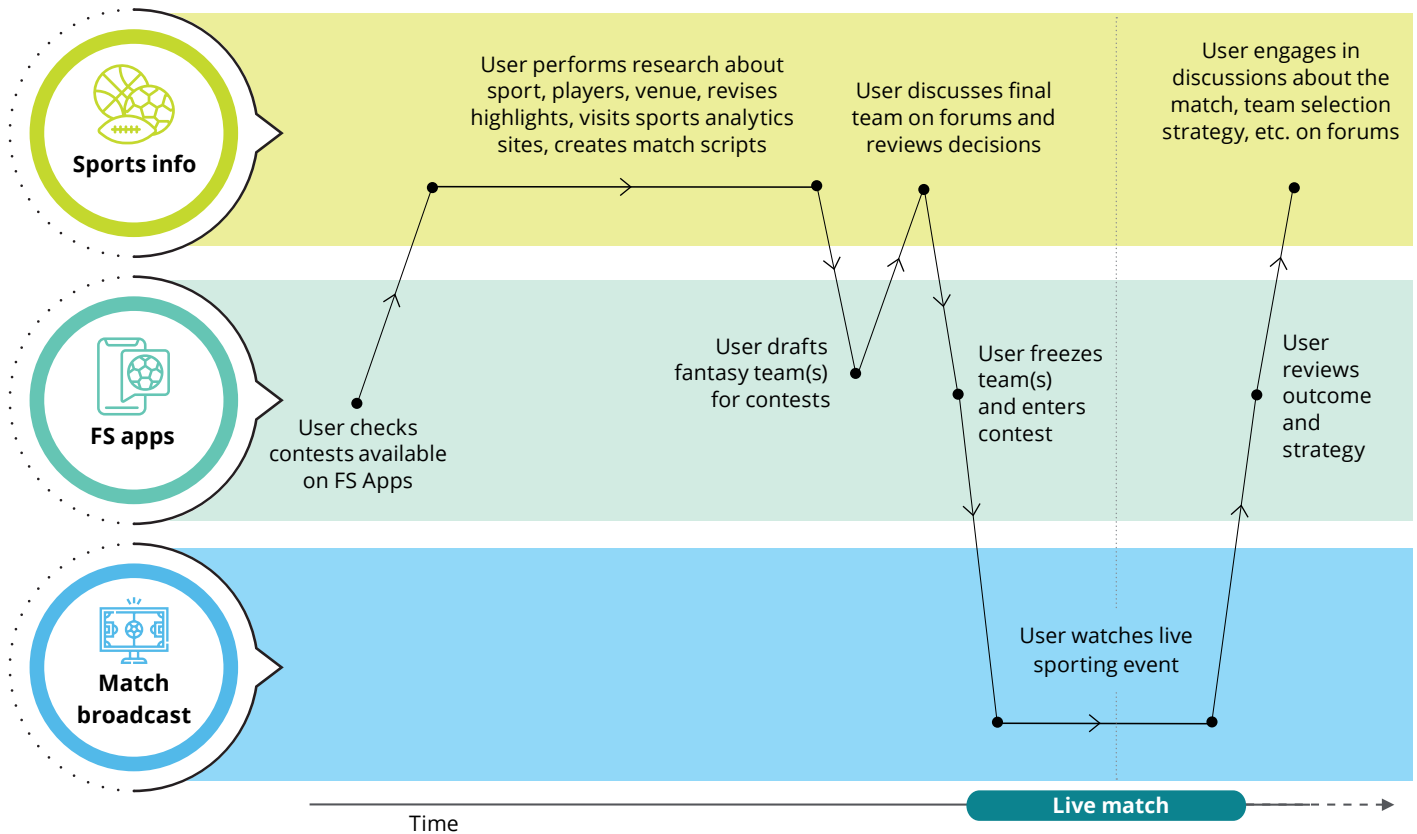 Sports info
User performs research about
sport, players, venue, revises
highlights, visits sports analytics
sites, creates match scripts
User discusses final
team on forums and
reviews decisions
User engages in
discussions about the
match, team selection
strategy, etc. on forums
FS apps
User checks
contests available
on FS Apps
User drafts
fantasy team(s)
for contests
User freezes
team(s)
and enters
contest
User
reviews
outcome
and
strategy
Match
broadcast
User watches live
sporting event
Live match
Time